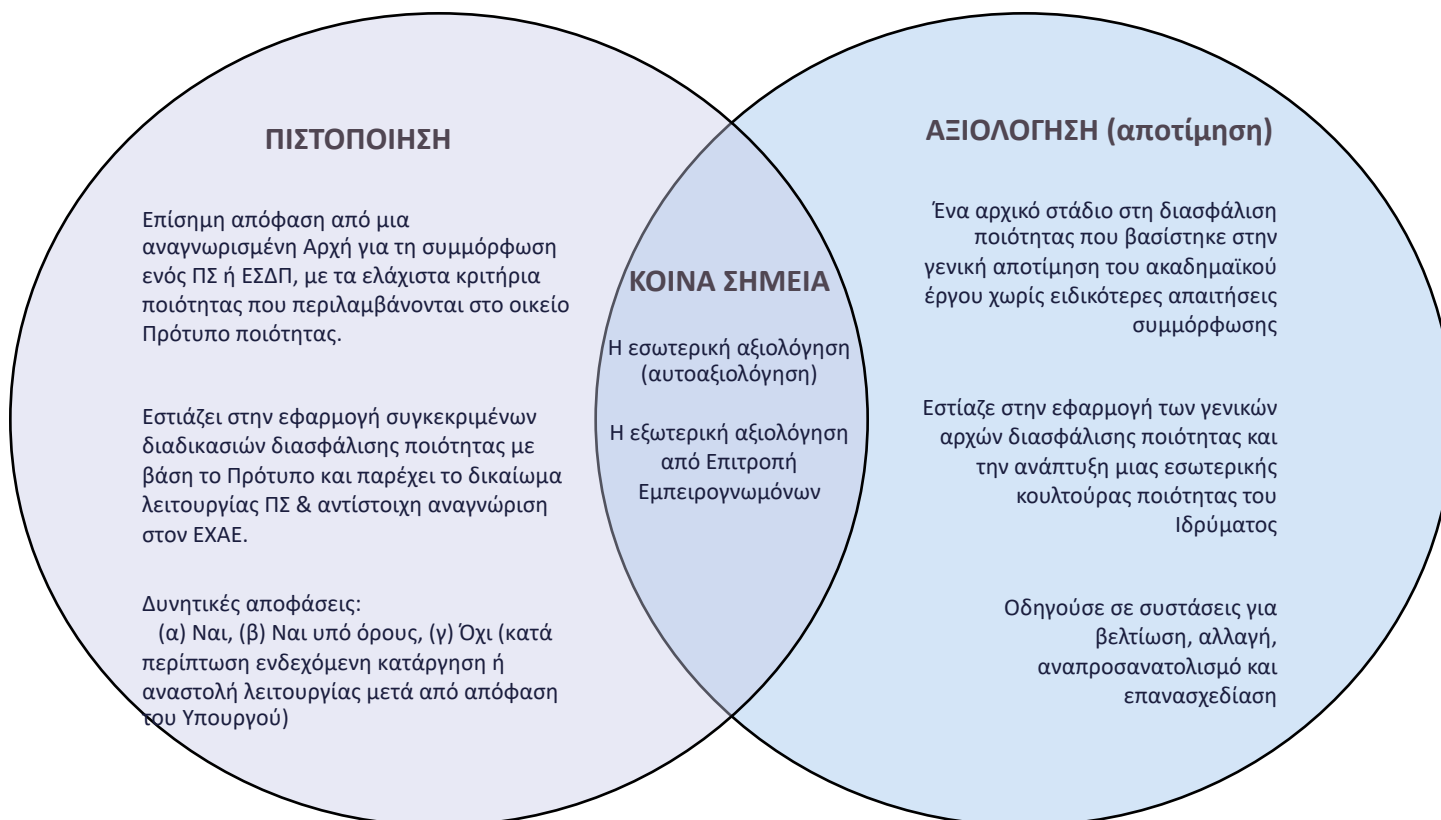 ΠΙΣΤΟΠΟΙΗΣΗ
Επίσημη απόφαση από μια
αναγνωρισμένη Αρχή για τη συμμόρφωση
ενός ΠΣ ή ΕΣΔΠ, με τα ελάχιστα κριτήρια
ποιότητας που περιλαμβάνονται στο οικείο
Πρότυπο ποιότητας.
Εστιάζει στην εφαρμογή συγκεκριμένων
διαδικασιών διασφάλισης ποιότητας με
βάση το Πρότυπο και παρέχει το δικαίωμα
λειτουργίας ΠΣ & αντίστοιχη αναγνώριση
στον ΕΧΑΕ.
Δυνητικές αποφάσεις:
(α) Ναι, (β) Ναι υπό όρους, (γ) Όχι (κατά
περίπτωση ενδεχόμενη κατάργηση ή
αναστολή λειτουργίας μετά από απόφαση
του Υπουργού)
ΚΟΙΝΑ ΣΗΜΕΙΑ
Η εσωτερική αξιολόγηση
(αυτοαξιολόγηση)
Η εξωτερική αξιολόγηση
από Επιτροπή
Εμπειρογνωμόνων
ΑΞΙΟΛΟΓΗΣΗ (αποτίμηση)
Ένα αρχικό στάδιο στη διασφάλιση
ποιότητας που βασίστηκε στην
γενική αποτίμηση του ακαδημαϊκού
έργου χωρίς ειδικότερες απαιτήσεις
συμμόρφωσης
Εστίαζε στην εφαρμογή των γενικών
αρχών διασφάλισης ποιότητας και
την ανάπτυξη μιας εσωτερικής
κουλτούρας ποιότητας του
Ιδρύματος
Οδηγούσε σε συστάσεις για
βελτίωση, αλλαγή,
αναπροσανατολισμό και
επανασχεδίαση